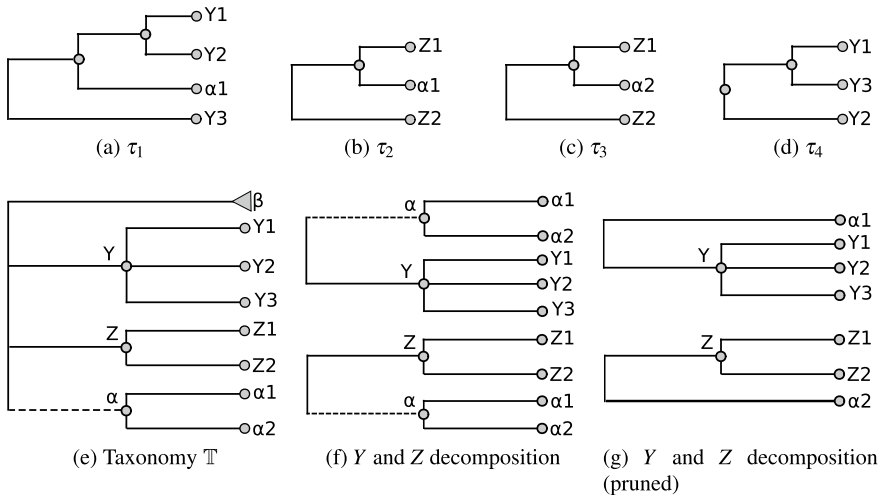 Y1
Y2
α1
Y3
(a) τ1
Z1
α1
Z2
(b) τ2
Z1
α2
Z2
(c) τ3
Y1
Y3
Y2
(d) τ4
β
Y1
Y
Y2
Y3
Z
Z1
Z2
α
α1
α2
(e) Taxonomy 𝕋
α
α1
α2
Y
Y1
Y2
Y3
Z
Z1
Z2
α
α1
α2
(f) Y and Z decomposition
α1
Y
Y1
Y2
Y3
Z
Z1
Z2
α2
(g) Y and Z decomposition
(pruned)